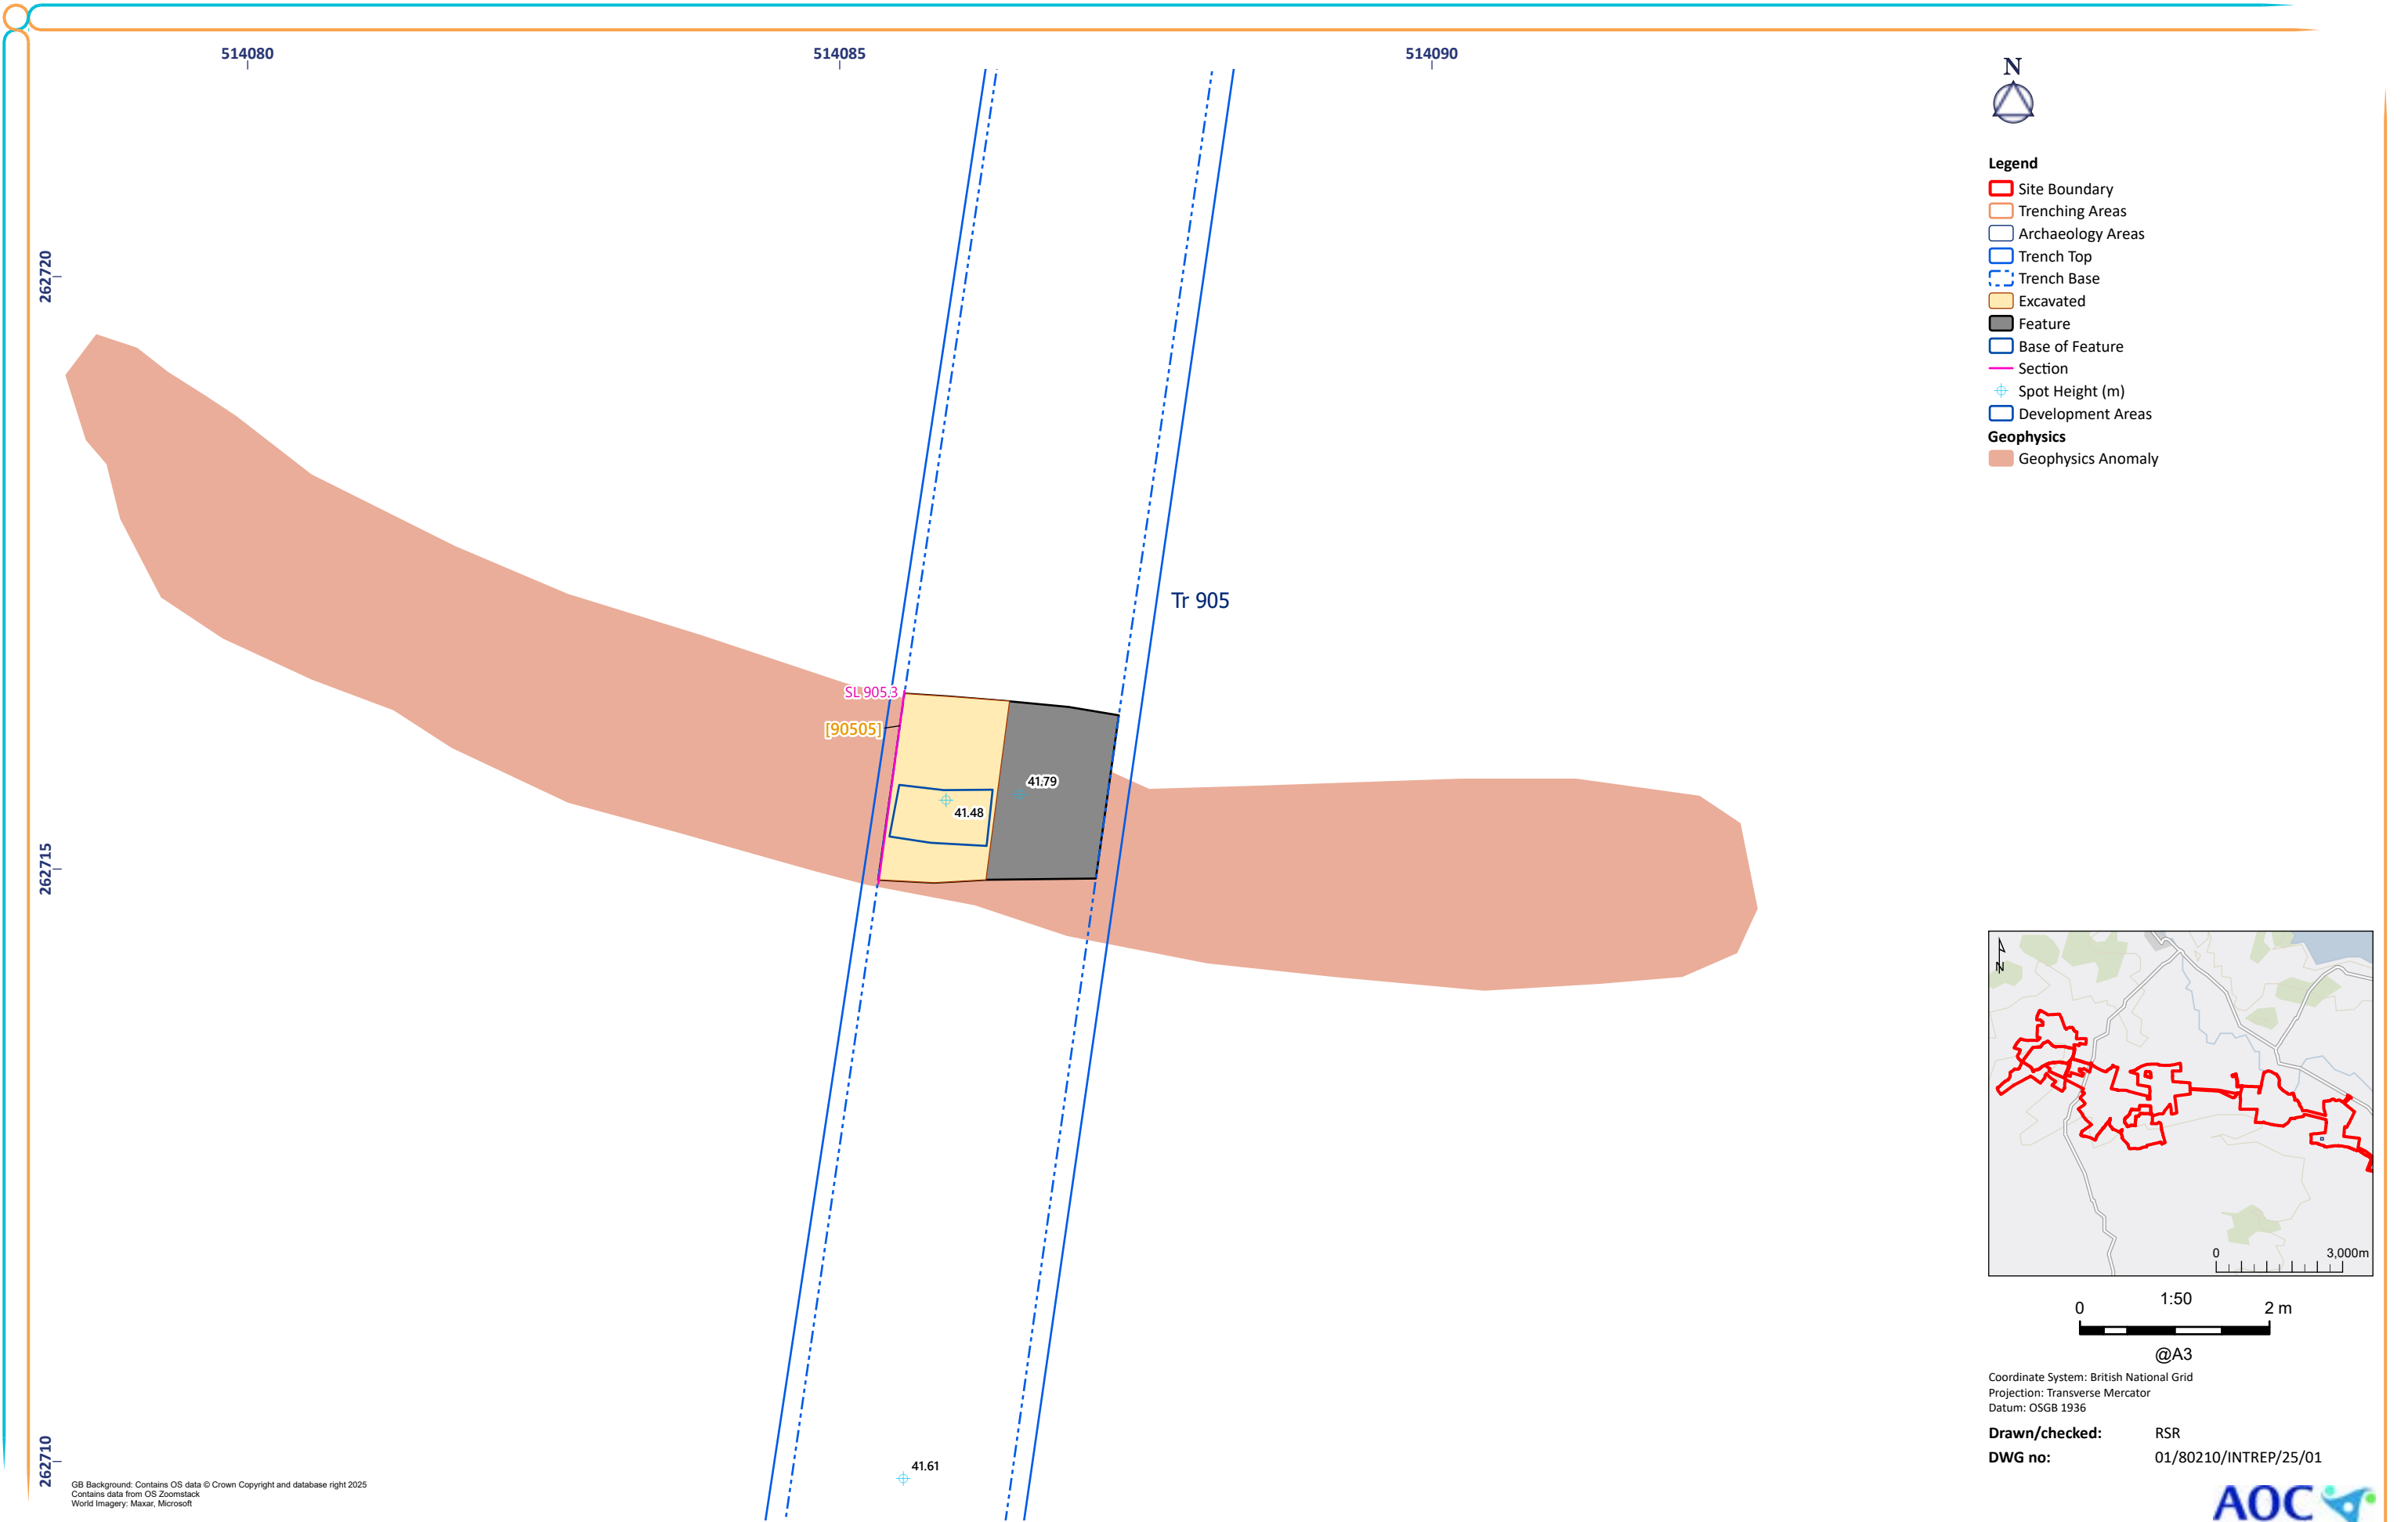 514080
514085
514090
262720
262715
262710
Tr 905
SL 905.3
[90505]
41.79
41.48
41.61
GB Background: Contains OS data © Crown Copyright and database right 2025
Contains data from OS Zoomstack
World Imagery: Maxar, Microsoft
N
Legend
Site Boundary
Trenching Areas
Archaeology Areas
Trench Top
Trench Base
Excavated
Feature
Base of Feature
Section
Spot Height (m)
Development Areas
Geophysics
Geophysics Anomaly
N
0 3,000m
1:50
0 2 m
@A3
Coordinate System: British National Grid
Projection: Transverse Mercator
Datum: OSGB 1936
Drawn/checked: RSR
DWG no: 01/80210/INTREP/25/01
AOC